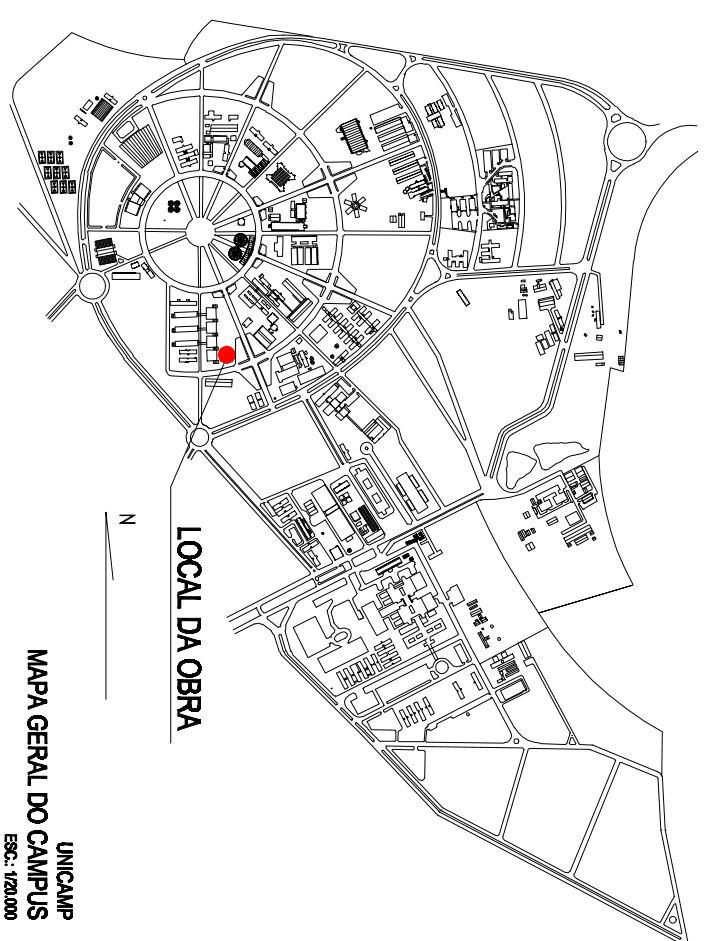 N
LOCAL DA OBRA
UNICAMP
MAPA GERAL DO CAMPUS
ESC.: 1/20.000